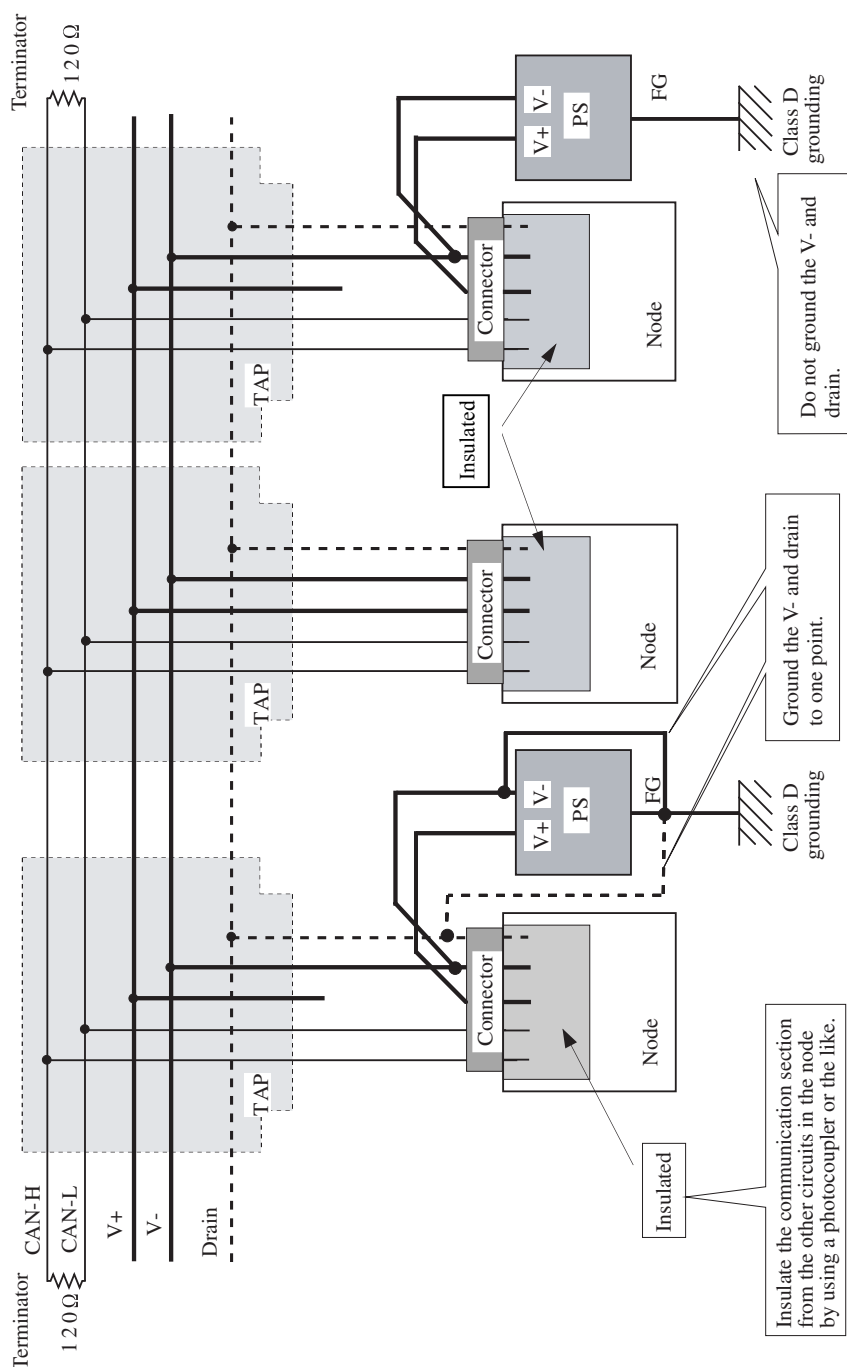 Terminator
120Ω
Terminator
120Ω
CAN-H
CAN-L
V+
V-
Drain
TAP
TAP
TAP
Connector
Node
V+ V-
PS
FG
Class D
grounding
Connector
Node
Insulated
Connector
Node
V+ V-
PS
FG
Class D
grounding
Insulated
Insulate the communication section
from the other circuits in the node
by using a photocoupler or the like.
Ground the V- and drain
to one point.
Do not ground the V- and
drain.